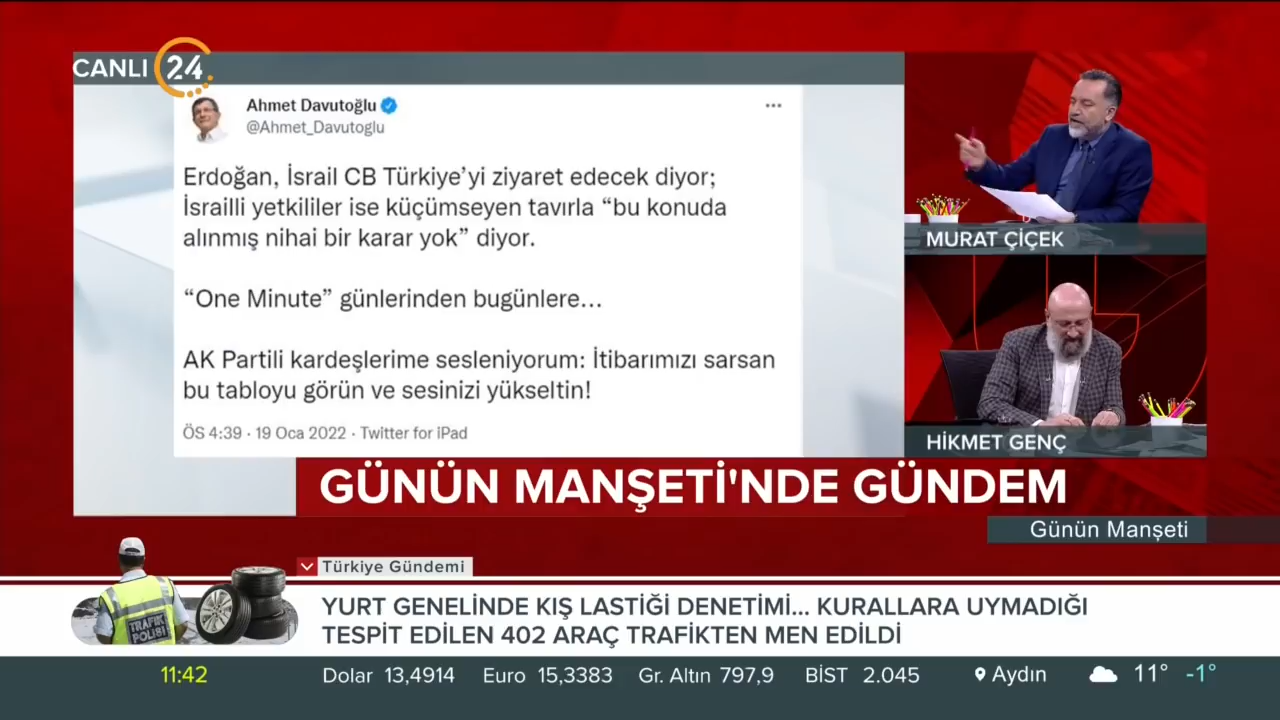 CANLI 24
Ahmet Davutoğlu
@Ahmet_Davutoglu
Erdoğan, İsrail CB Türkiye'yi ziyaret edecek diyor;
İsrailli yetkililer ise küçümseyen tavırla “bu konuda
alınmış nihai bir karar yok” diyor.
“One Minute” günlerinden bugünlere...
AK Partili kardeşlerime sesleniyorum: İtibarımızı sarsan
bu tabloyu görün ve sesinizi yükseltin!
ÖS 4:39 · 19 Oca 2022 · Twitter for iPad
MURAT ÇİÇEK
HİKMET GENÇ
GÜNÜN MANŞETİ'NDE GÜNDEM
Günün Manşeti
Türkiye Gündemi
TRAFİK
POLİSİ
YURT GENELİNDE KIŞ LASTİĞİ DENETİMİ... KURALLARA UYMADIĞI
TESPİT EDİLEN 402 ARAÇ TRAFİKTEN MEN EDİLDİ
11:42 Dolar 13,4914 Euro 15,3383 Gr. Altın 797,9 BİST 2.045 Aydın 11° -1°